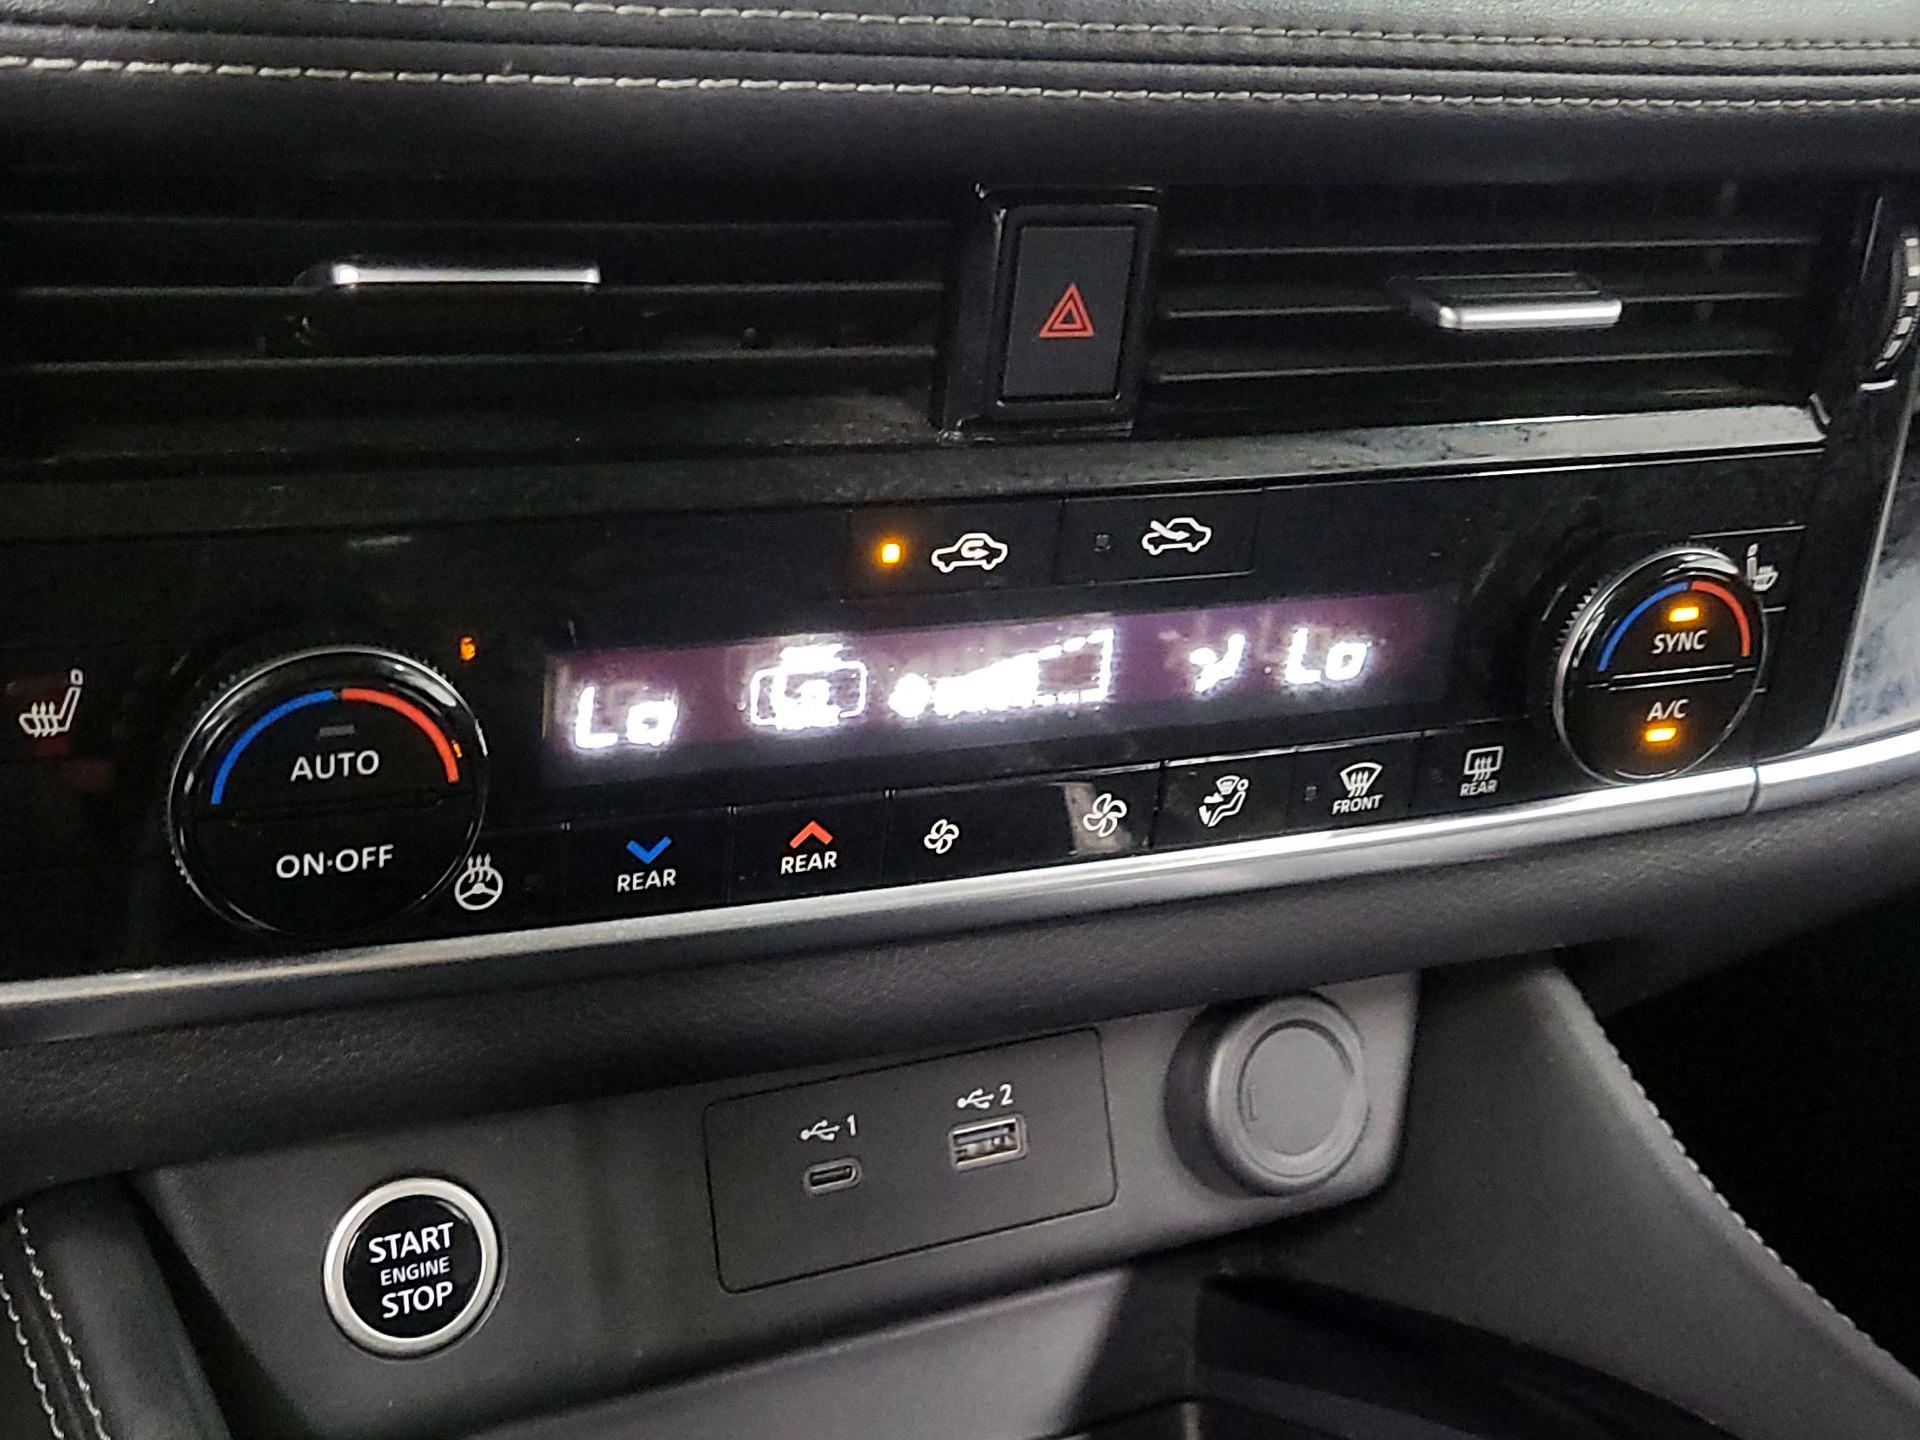 SYNC
A/C
Lo
Lo
AUTO
ON·OFF
REAR
REAR
FRONT
REAR
1
2
START
ENGINE
STOP